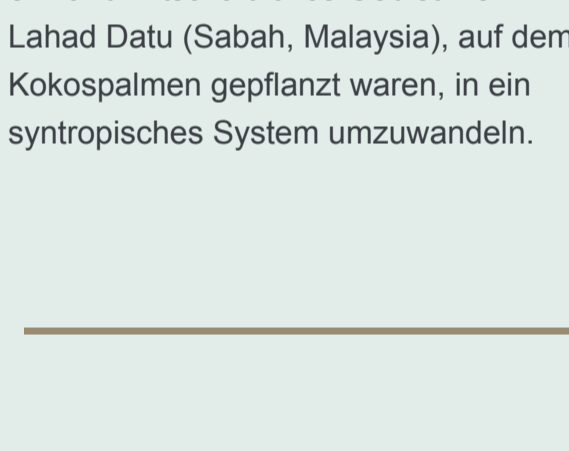 Lahad Datu (Sabah, Malaysia), auf dem
Kokospalmen gepflanzt waren, in ein
syntropisches System umzuwandeln.